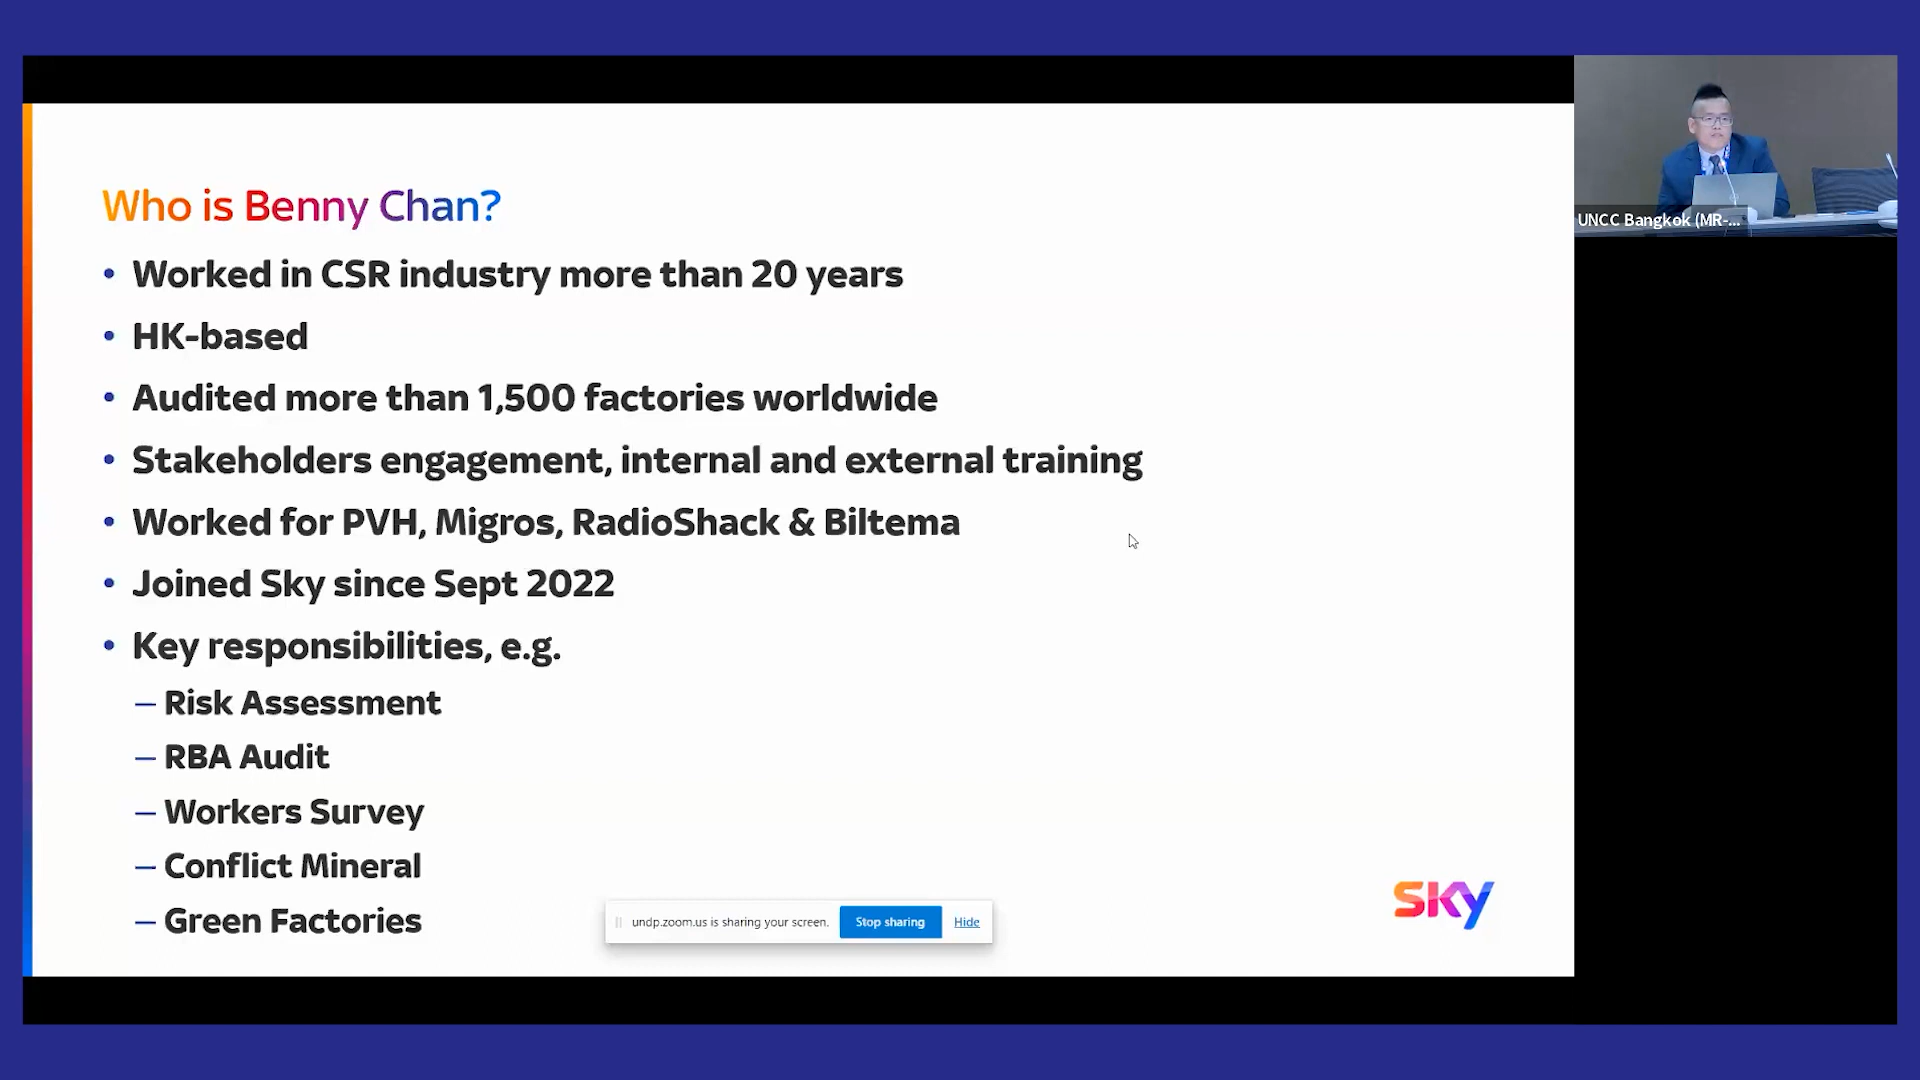 Who is Benny Chan?
• Worked in CSR industry more than 20 years
• HK-based
• Audited more than 1,500 factories worldwide
• Stakeholders engagement, internal and external training
• Worked for PVH, Migros, RadioShack & Biltema
• Joined Sky since Sept 2022
• Key responsibilities, e.g.
– Risk Assessment
– RBA Audit
– Workers Survey
– Conflict Mineral
– Green Factories
undp.zoom.us is sharing your screen. Stop sharing Hide
sky
UNCC Bangkok (MR-...